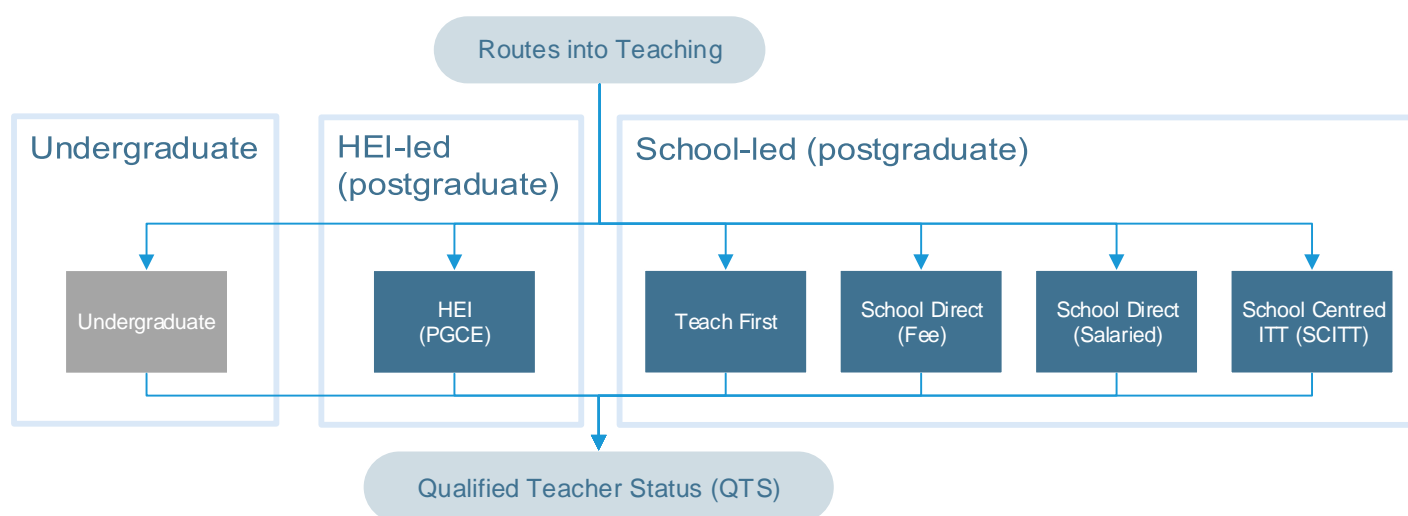 Routes into Teaching
Undergraduate
HEI-led
(postgraduate)
School-led (postgraduate)
Undergraduate
HEI
(PGCE)
Teach First
School Direct
(Fee)
School Direct
(Salaried)
School Centred
ITT (SCITT)
Qualified Teacher Status (QTS)